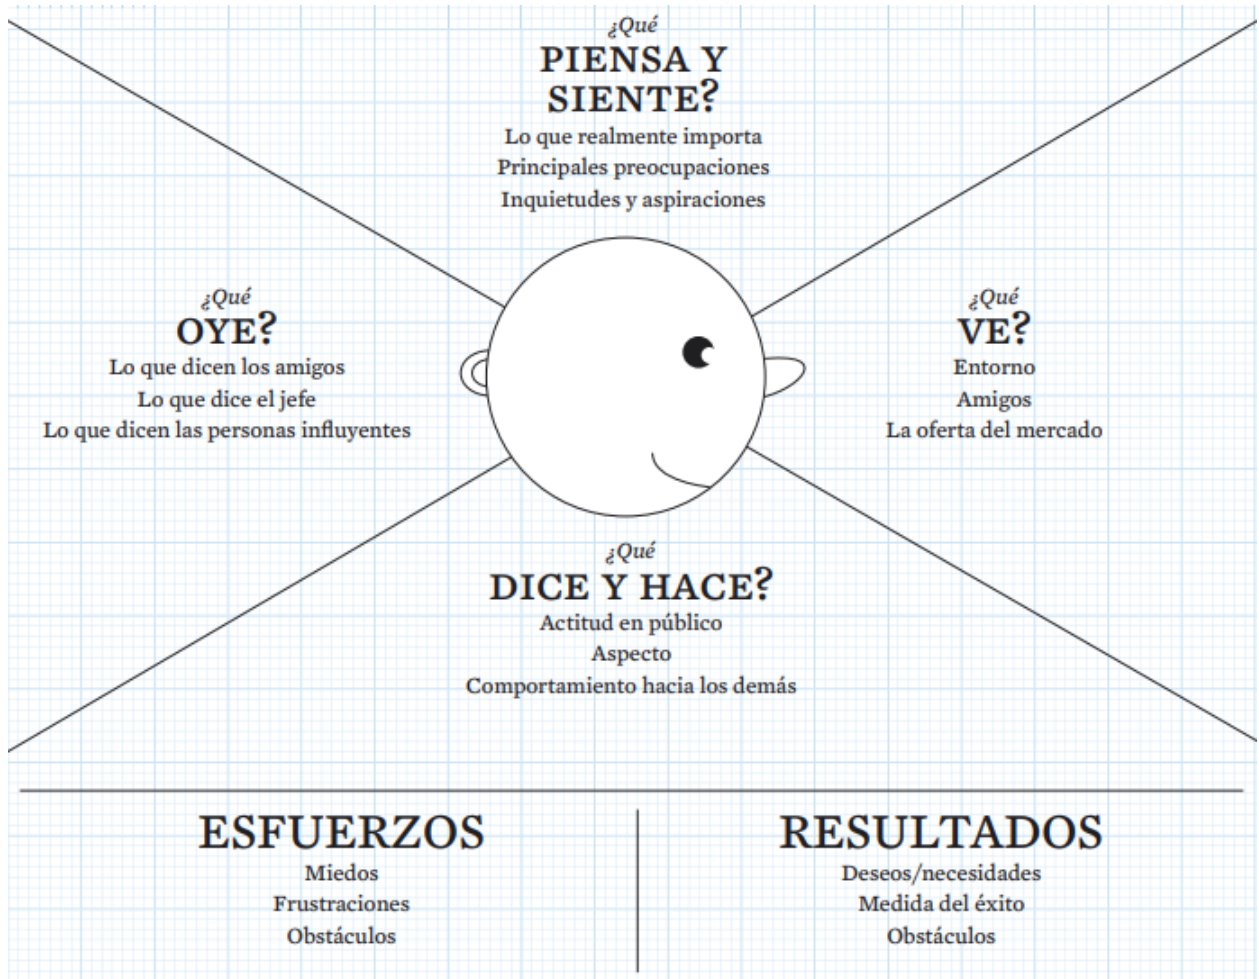 ¿Qué
PIENSA Y
SIENTE?
Lo que realmente importa
Principales preocupaciones
Inquietudes y aspiraciones
¿Qué
OYE?
Lo que dicen los amigos
Lo que dice el jefe
Lo que dicen las personas influyentes
¿Qué
VE?
Entorno
Amigos
La oferta del mercado
¿Qué
DICE Y HACE?
Actitud en público
Aspecto
Comportamiento hacia los demás
ESFUERZOS
Miedos
Frustraciones
Obstáculos
RESULTADOS
Deseos/necesidades
Medida del éxito
Obstáculos